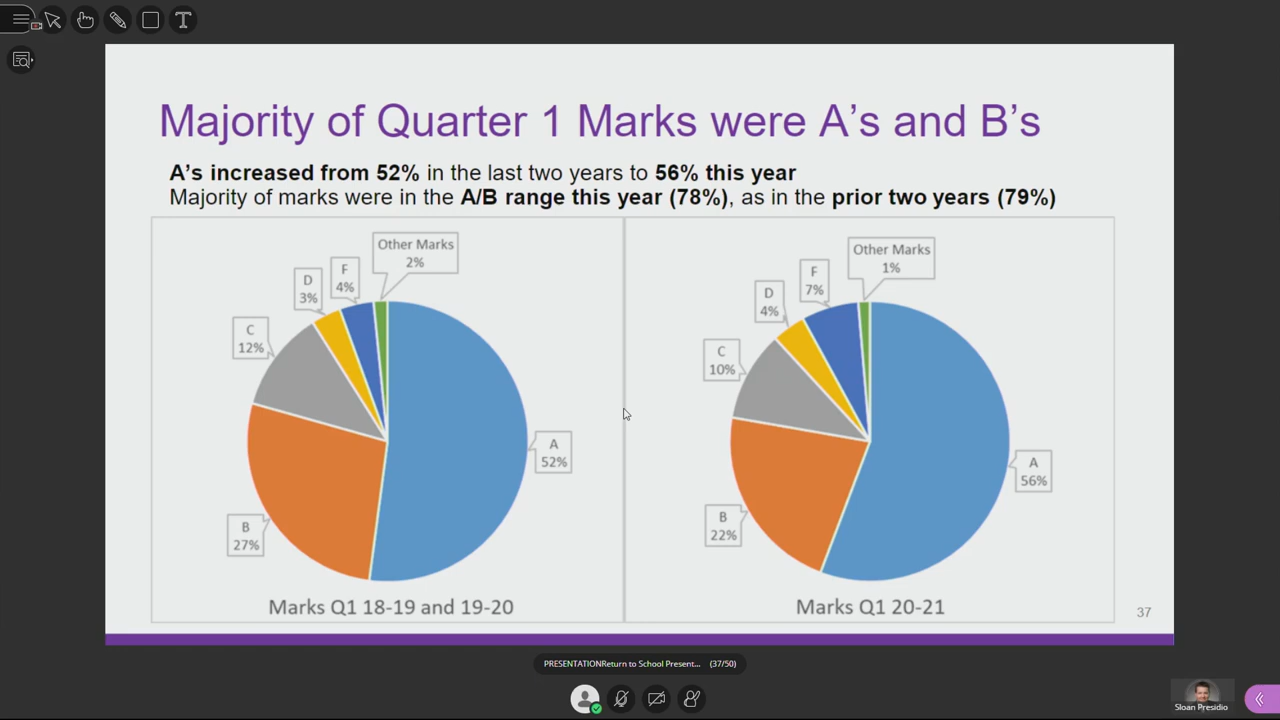 T
Majority of Quarter 1 Marks were A's and B's
A's increased from 52% in the last two years to 56% this year
Majority of marks were in the A/B range this year (78%), as in the prior two years (79%)
Other Marks
2%
F
4%
D
3%
C
12%
A
52%
B
27%
Marks Q1 18-19 and 19-20
Other Marks
1%
F
7%
D
4%
C
10%
A
56%
B
22%
Marks Q1 20-21
37
PRESENTATIONReturn to School Present... (37/50)
Sloan Presidio